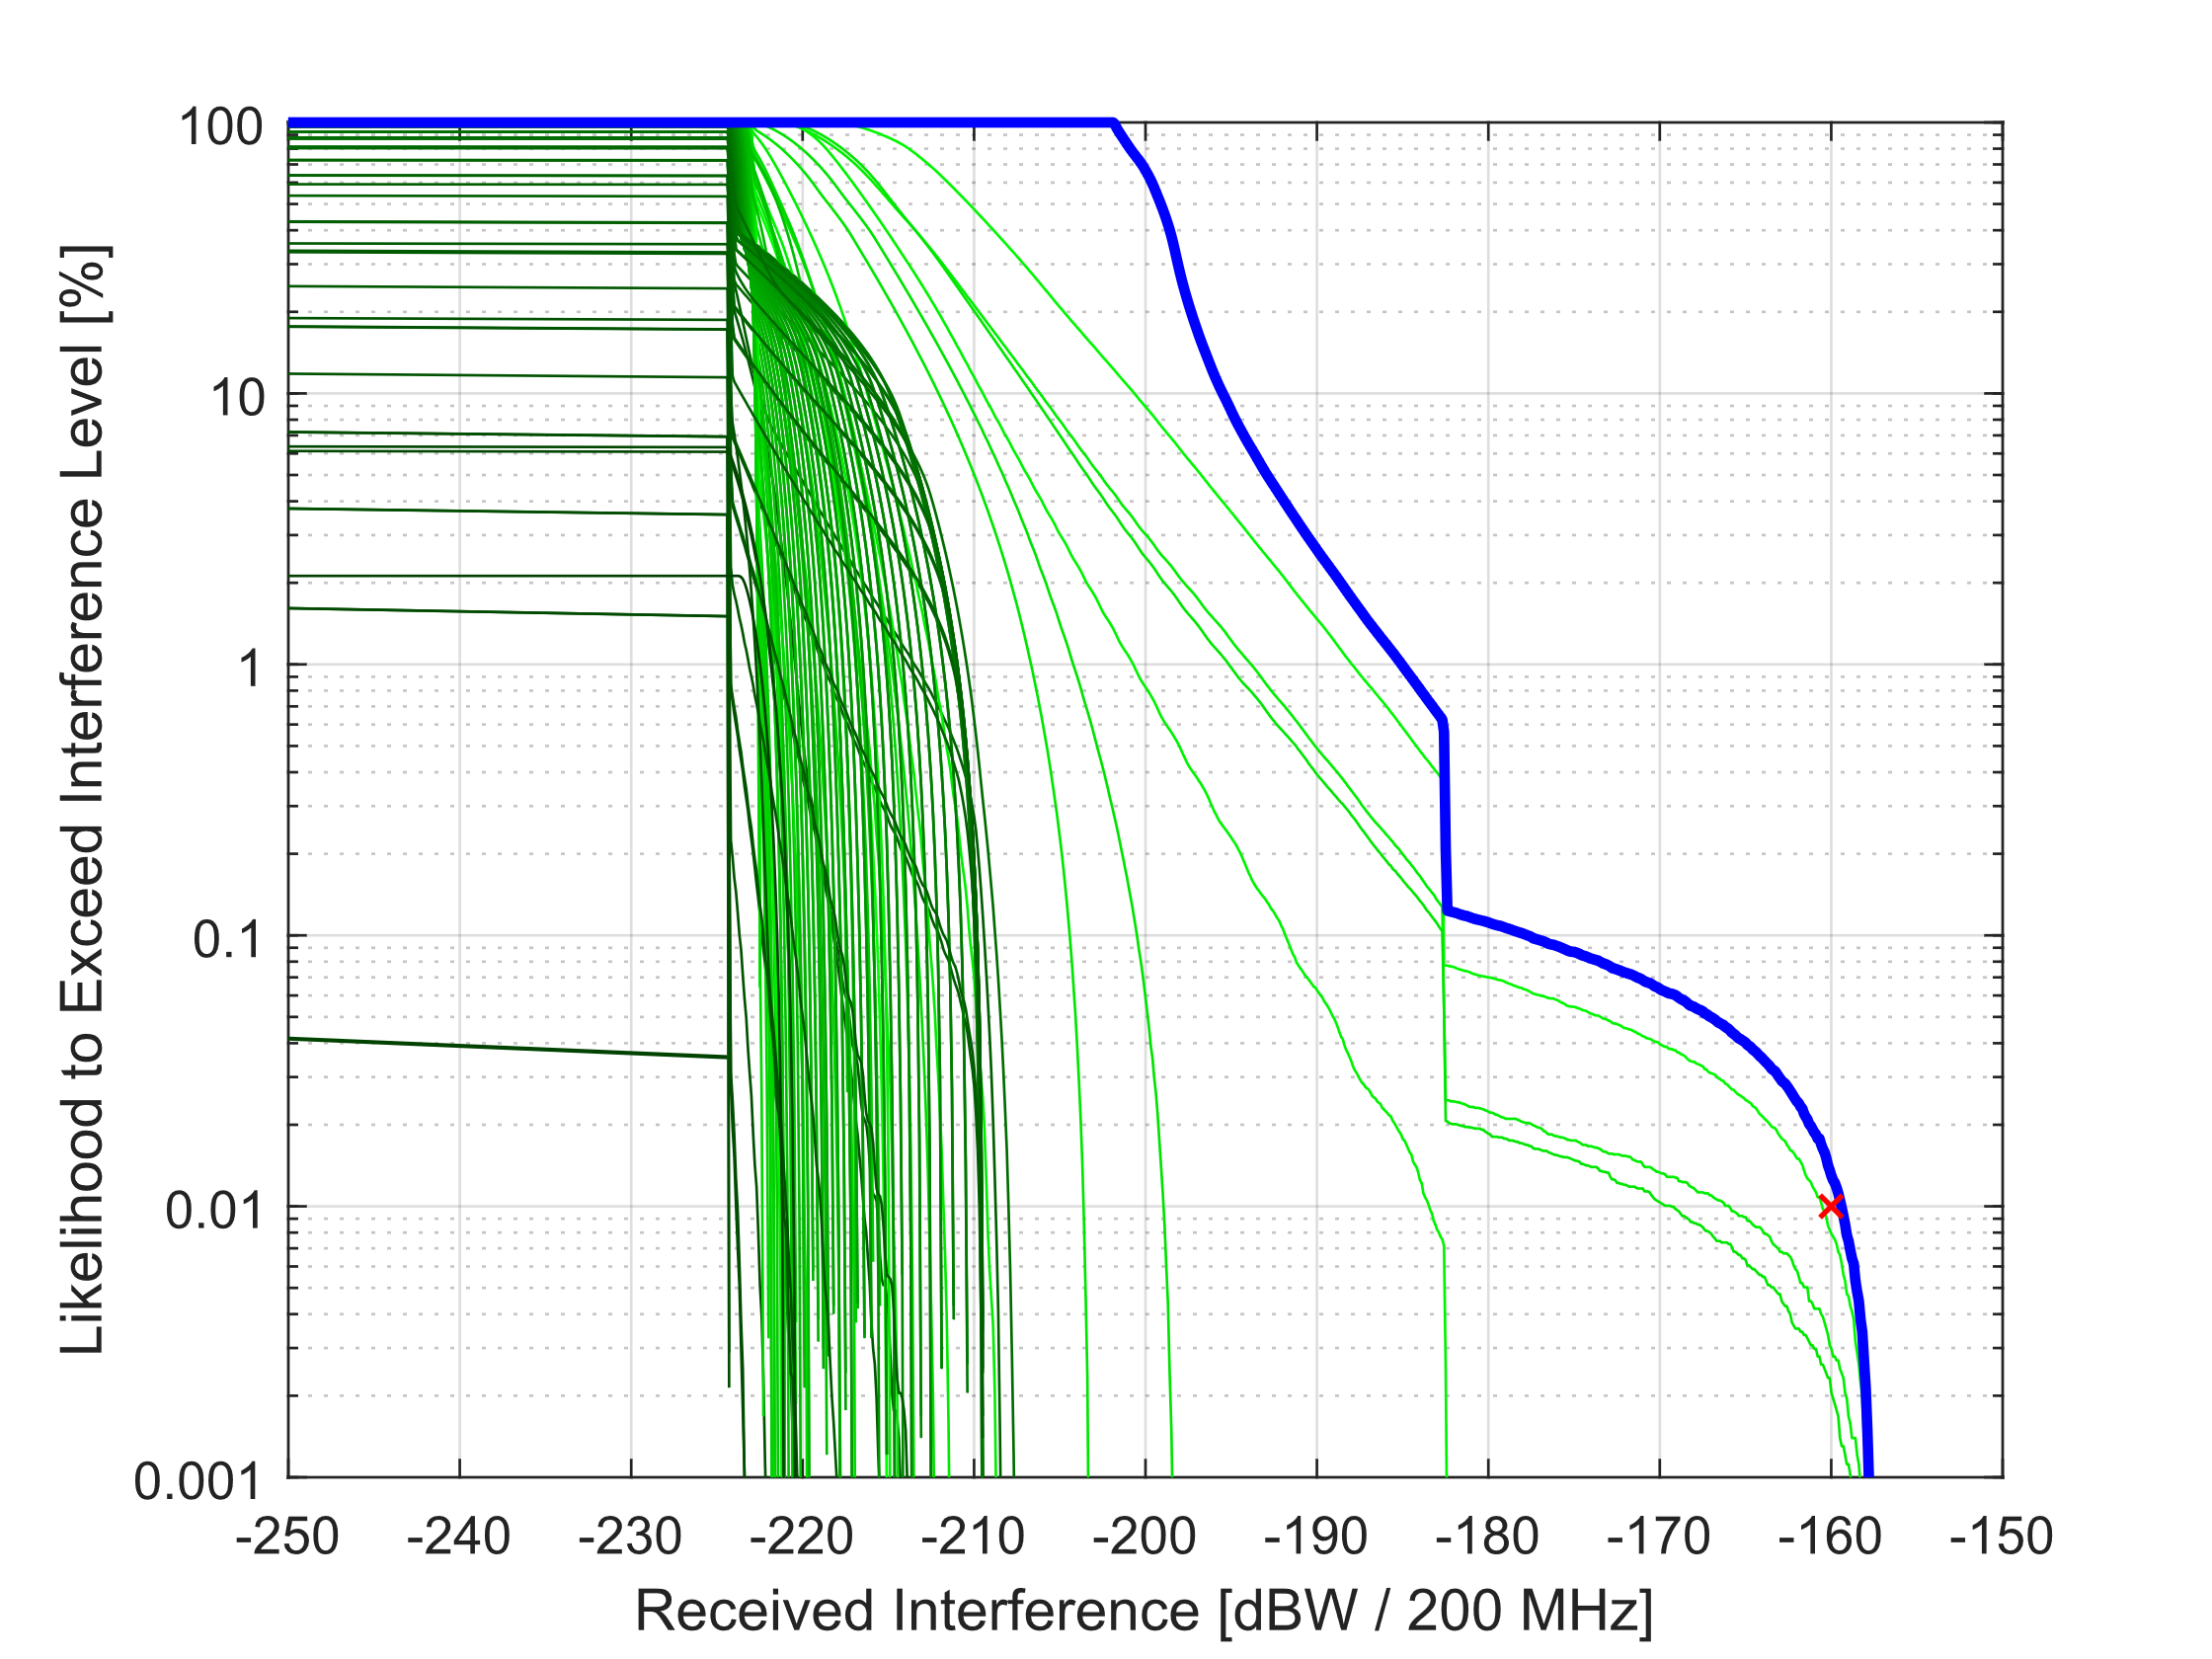 Likelihood to Exceed Interference Level [%]
100
10
1
0.1
0.01
0.001
-250 -240 -230 -220 -210 -200 -190 -180 -170 -160 -150
Received Interference [dBW / 200 MHz]